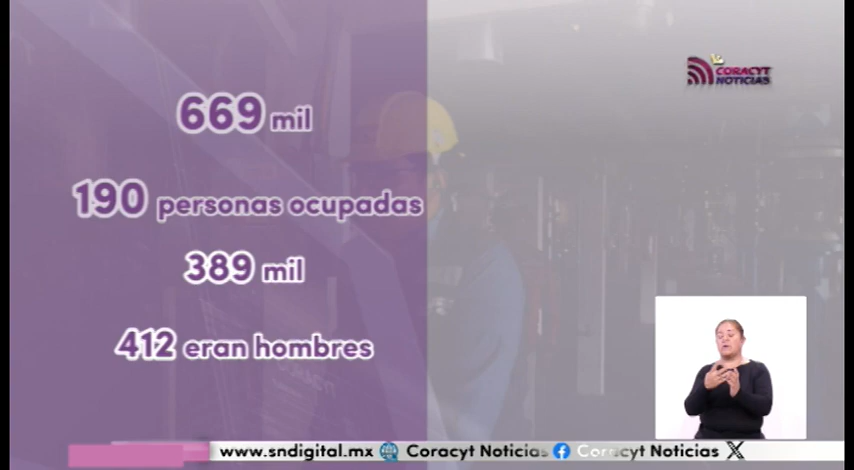 CORACYT
NOTICIAS
669 mil
190 personas ocupadas
389 mil
412 eran hombres
www.sndigital.mx Coracyt Noticias Coracyt Noticias X